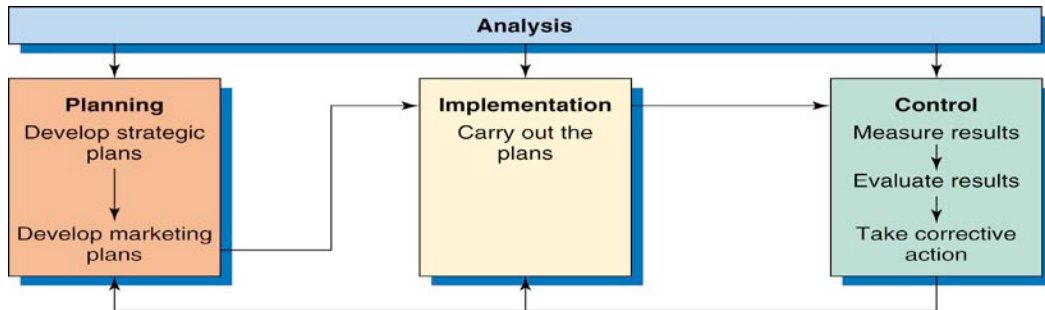 Analysis
Planning
Develop strategic
plans
Develop marketing
plans
Implementation
Carry out the
plans
Control
Measure results
Evaluate results
Take corrective
action